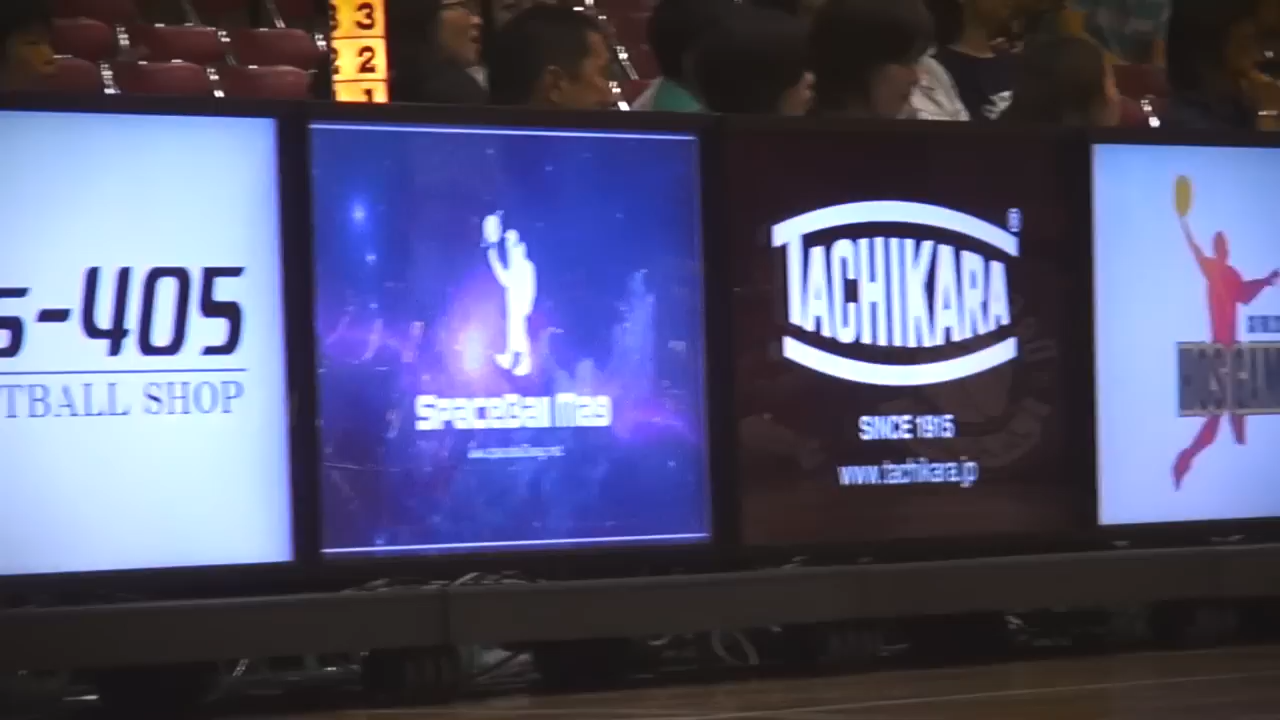 3
2
1
s-405
TBALL SHOP
SpaceBall Mag
TACHIKARA®
SINCE 1915
www.tachikara.jp